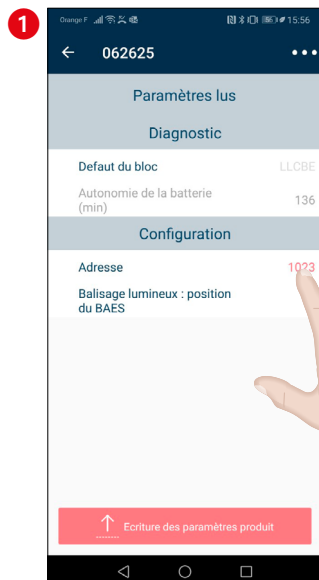 1
Orange F 15:56
062625
Paramètres lus
Diagnostic
Defaut du bloc LLCBE
Autonomie de la batterie
(min) 136
Configuration
Adresse 1023
Balisage lumineux : position
du BAES
Ecriture des paramètres produit